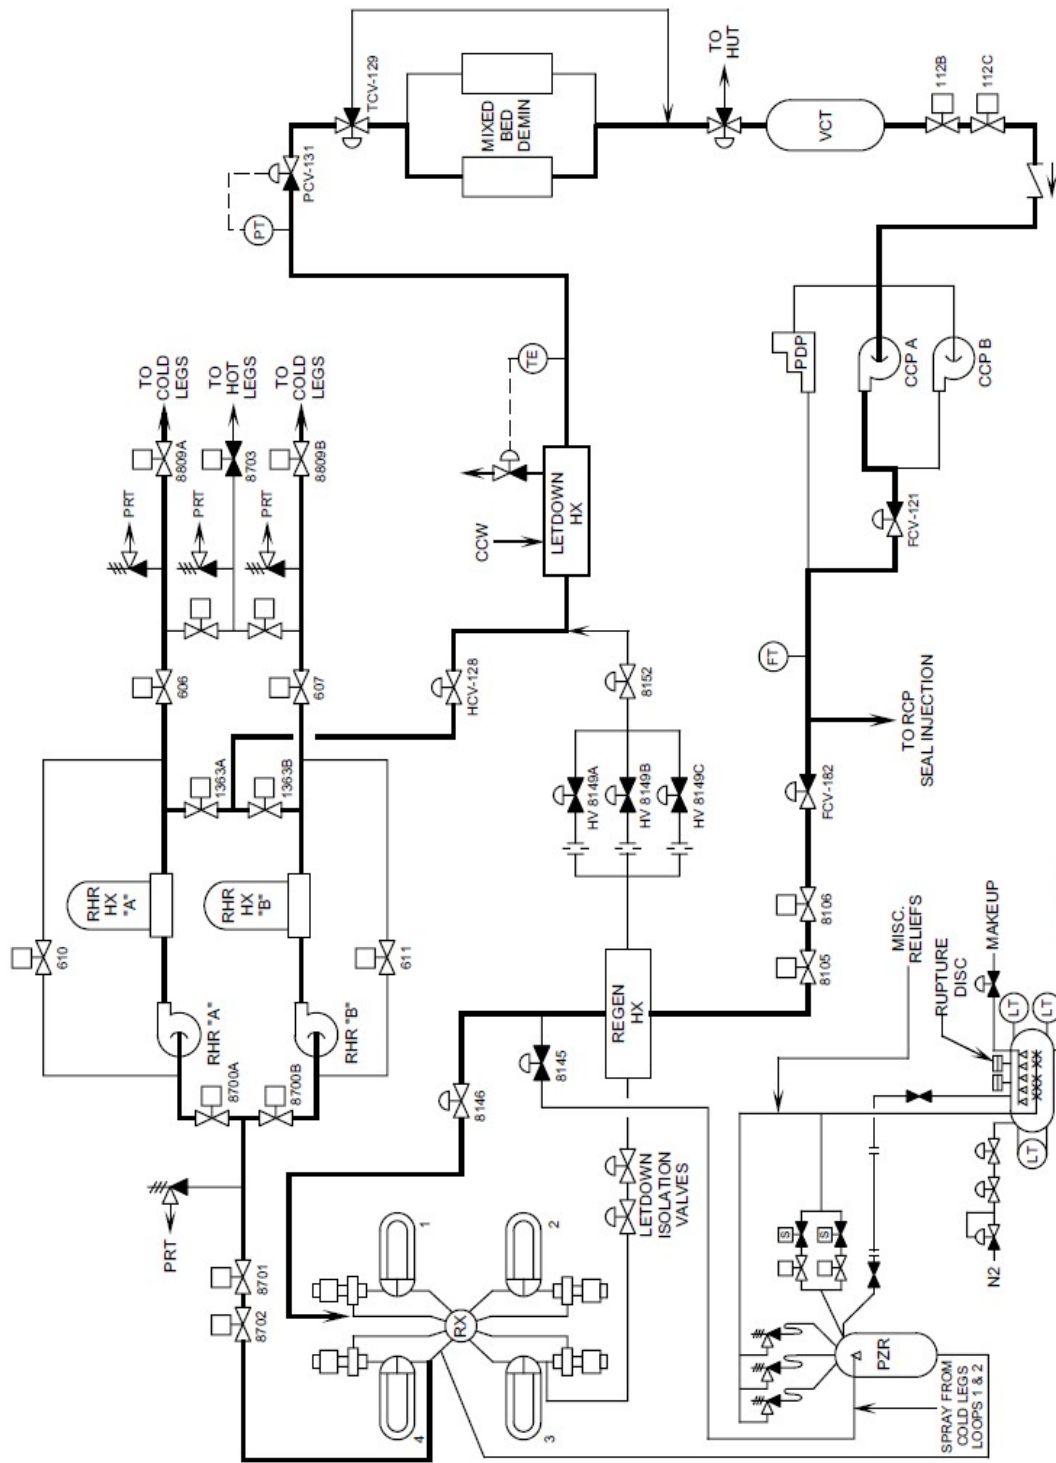 TO
HUT
TCV-129
MIXED
BED
DEMIN
VCT
112B
112C
PCV-131
PT
TO
COLD
LEGS
TO
HOT
LEGS
TO
COLD
LEGS
8809A
8703
8809B
PRT
PRT
PRT
TE
CCW
LETDOWN
HX
PDP
CCP A
CCP B
FCV-121
606
607
HCV-128
8152
FT
TO RCP
SEAL INJECTION
1363A
1363B
HV 8149A
HV 8149B
HV 8149C
FCV-182
RHR
HX
"A"
RHR
HX
"B"
610
611
8106
8105
REGEN
HX
MISC.
RELIEFS
RUPTURE
DISC
MAKEUP
RHR "A"
RHR "B"
8700A
8700B
8145
8146
LT
LT
LT
XXX XX
PRT
LETDOWN
ISOLATION
VALVES
8701
8702
1
2
S
S
N2
RX
4
3
PZR
SPRAY FROM
COLD LEGS
LOOPS 1 & 2